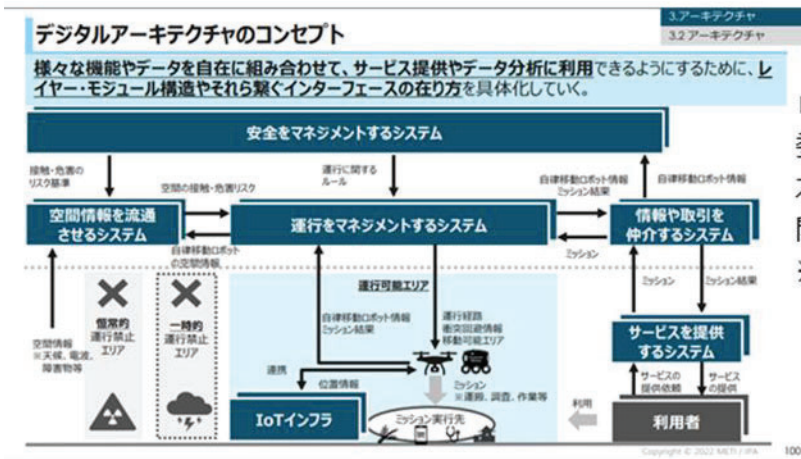 デジタルアーキテクチャのコンセプト
3.アーキテクチャ
3.2 アーキテクチャ
様々な機能やデータを自在に組み合わせて、サービス提供やデータ分析に利用できるようにするために、レ
イヤー・モジュール構造やそれら繋ぐインターフェースの在り方を具体化していく。
安全をマネジメントするシステム
接触・危害の
リスク基準
空間の接触・危害リスク
運行に関する
ルール
自律移動ロボット情報
ミッション結果
自律移動ロボット情報
空間情報を流通
させるシステム
運行をマネジメントするシステム
情報や取引を
仲介するシステム
自律移動ロボット
の空間情報
ミッション
運行可能エリア
ミッション
ミッション結果
恒常的
運行禁止
エリア
一時的
運行禁止
エリア
自律移動ロボット情報
ミッション結果
運行経路
衝突回避情報
移動可能エリア
空間情報
※天候、電波、
障害物等
サービスを提供
するシステム
連携
位置情報
ミッション
※運搬、調査、作業等
サービスの
提供依頼
サービス
の提供
IoTインフラ
ミッション実行先
利用
利用者
Copyright © 2022 METI / IPA
100